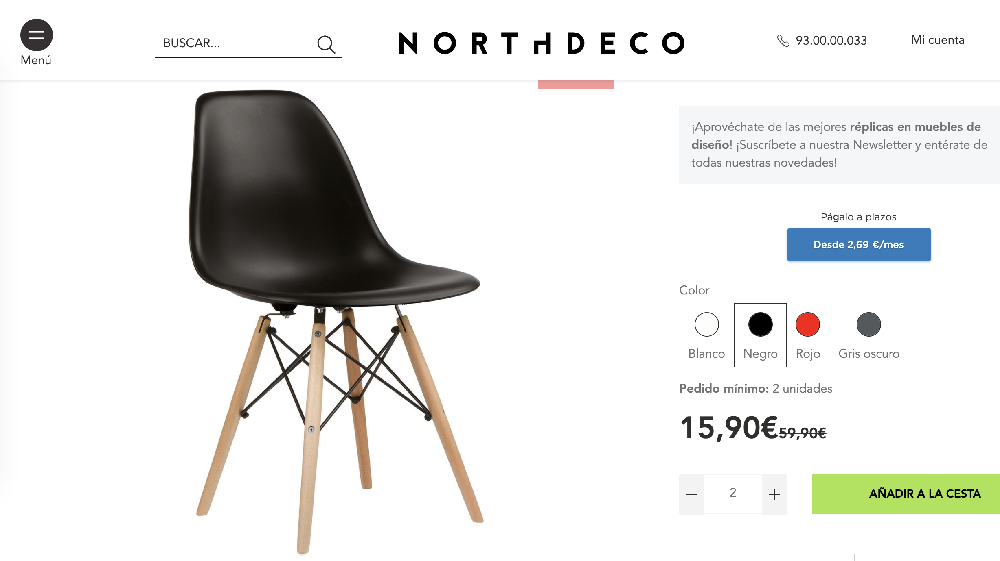 Menú
BUSCAR...
NORTHDECO
93.00.00.033
Mi cuenta
¡Aprovéchate de las mejores réplicas en muebles de
diseño! ¡Suscríbete a nuestra Newsletter y entérate de
todas nuestras novedades!
Págalo a plazos
Desde 2,69 €/mes
Color
Blanco
Negro
Rojo
Gris oscuro
Pedido mínimo: 2 unidades
15,90€ 59,90€
2
AÑADIR A LA CESTA